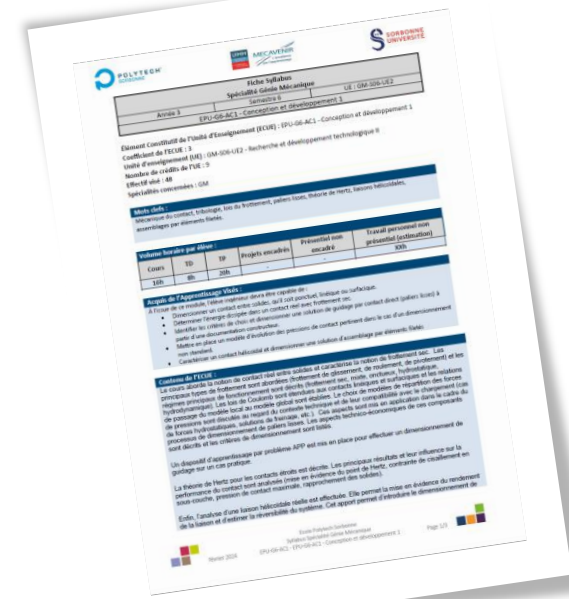 POLYTECH
SORBONNE
MECAVENIR
SORBONNE
UNIVERSITÉ
Fiche Syllabus
Spécialité Génie Mécanique
Année 3
Semestre 6
UE : GM-S06-UE2
EPU-G6-AC1 - Conception et développement 1
Élément Constitutif de l'Unité d'Enseignement (ECUE) : EPU-G6-AC1 - Conception et développement 1
Coefficient de l'ECUE : 3
Unité d'enseignement (UE) : GM-S06-UE2 - Recherche et développement technologique II
Nombre de crédits de l'UE : 9
Effectif visé : 48
Spécialités concernées : GM
Mots clefs :
Mécanique du contact, tribologie, lois du frottement, paliers lisses, théorie de Hertz, liaisons hélicoïdales,
assemblages par éléments filetés.
Volume horaire par élève :
Cours
TD
TP
Projets encadrés
Présentiel non
encadré
Travail personnel non
présentiel (estimation)
16h
8h
20h
-
-
XXh
Acquis de l'Apprentissage Visés :
À l'issue de ce module, l'élève ingénieur devra être capable de :
• Dimensionner un contact entre solides, qu'il soit ponctuel, linéique ou surfacique.
• Déterminer l'énergie dissipée dans un contact réel avec frottement sec.
• Identifier les critères de choix et dimensionner une solution de guidage par contact direct (paliers lisses) à
partir d'une documentation constructeur.
• Mettre en place un modèle d'évolution des pressions de contact pertinent dans le cas d'un dimensionnement
non standard.
• Caractériser un contact hélicoïdal et dimensionner une solution d'assemblage par éléments filetés
Contenu de l'ECUE :
Le cours aborde la notion de contact réel entre solides et caractérise la notion de frottement sec. Les
principaux types de frottement sont abordées (frottement de glissement, de roulement, de pivotement) et les
régimes principaux de fonctionnement sont décrits (frottement sec, mixte, onctueux, hydrostatique,
hydrodynamique). Les lois de Coulomb sont étendues aux contacts linéiques et surfaciques et les relations
de passage du modèle local au modèle global sont établies. Le choix de modèles de répartition des forces
de pressions sont discutés au regard du contexte technique et de leur compatibilité avec le chargement (cas
de forces hydrostatiques, solutions de freinage, etc.). Ces aspects sont mis en application dans le cadre du
processus de dimensionnement de paliers lisses. Les aspects technico-économiques de ces composants
sont décrits et les critères de dimensionnement sont listés.
Un dispositif d'apprentissage par problème APP est mis en place pour effectuer un dimensionnement de
guidage sur un cas pratique.
La théorie de Hertz pour les contacts étroits est décrite. Les principaux résultats et leur influence sur la
performance du contact sont analysés (mise en évidence du point de Hertz, contrainte de cisaillement en
sous-couche, pression de contact maximale, rapprochement des solides).
Enfin, l'analyse d'une liaison hélicoïdale réelle est effectuée. Elle permet la mise en évidence du rendement
de la liaison et d'estimer la réversibilité du système. Cet apport permet d'introduire le dimensionnement de
Février 2024
École Polytech Sorbonne
Syllabus Spécialité Génie Mécanique
EPU-G6-AC1 : EPU-G6-AC1 - Conception et développement 1
Page 1/3